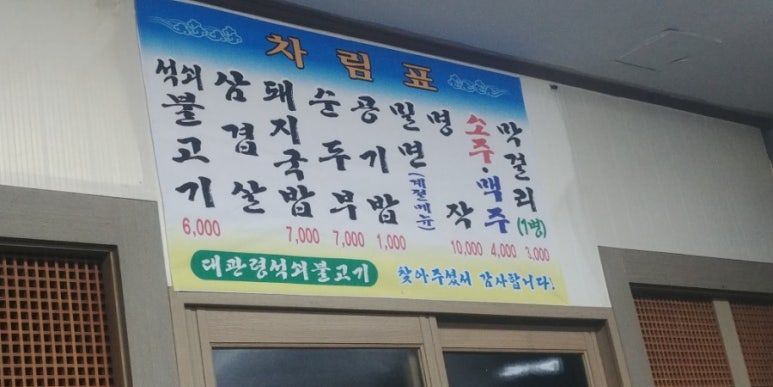 차림표
석쇠불고기
6,000
삼겹살
돼지국밥
7,000
순두부
7,000
공기밥
1,000
밀면(계절메뉴)
명작
10,000
소주·맥주
4,000
막걸리(1병)
3,000
대관령석쇠불고기
찾아주셔서 감사합니다!